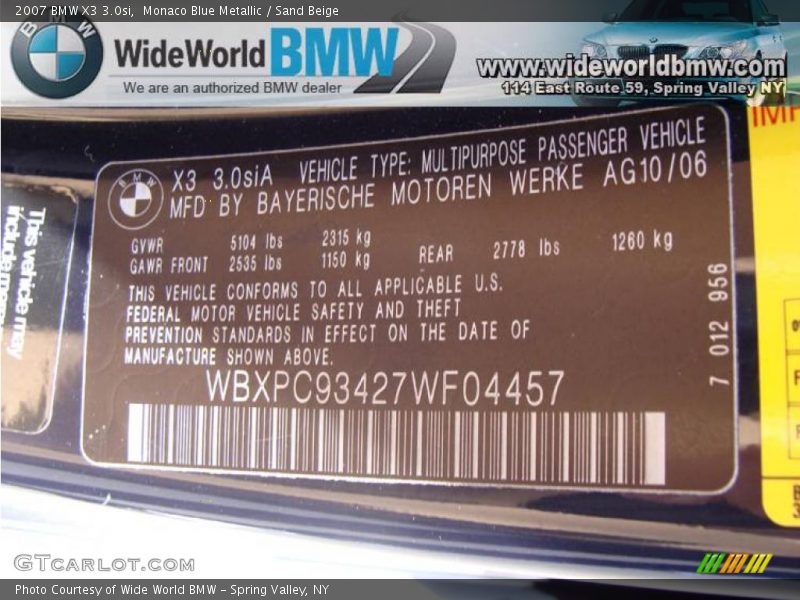 2007 BMW X3 3.0si, Monaco Blue Metallic / Sand Beige
BMW
WideWorld BMW
We are an authorized BMW dealer
www.wideworldbmw.com
114 East Route 59, Spring Valley NY
This vehicle may
BMW
X3 3.0siA VEHICLE TYPE: MULTIPURPOSE PASSENGER VEHICLE
MFD BY BAYERISCHE MOTOREN WERKE AG10/06
GVWR 5104 lbs 2315 kg
GAWR FRONT 2535 lbs 1150 kg REAR 2778 lbs 1260 kg
THIS VEHICLE CONFORMS TO ALL APPLICABLE U.S.
FEDERAL MOTOR VEHICLE SAFETY AND THEFT
PREVENTION STANDARDS IN EFFECT ON THE DATE OF
MANUFACTURE SHOWN ABOVE.
WBXPC93427WF04457
7 012 956
GTCARLOT.COM
Photo Courtesy of Wide World BMW - Spring Valley, NY